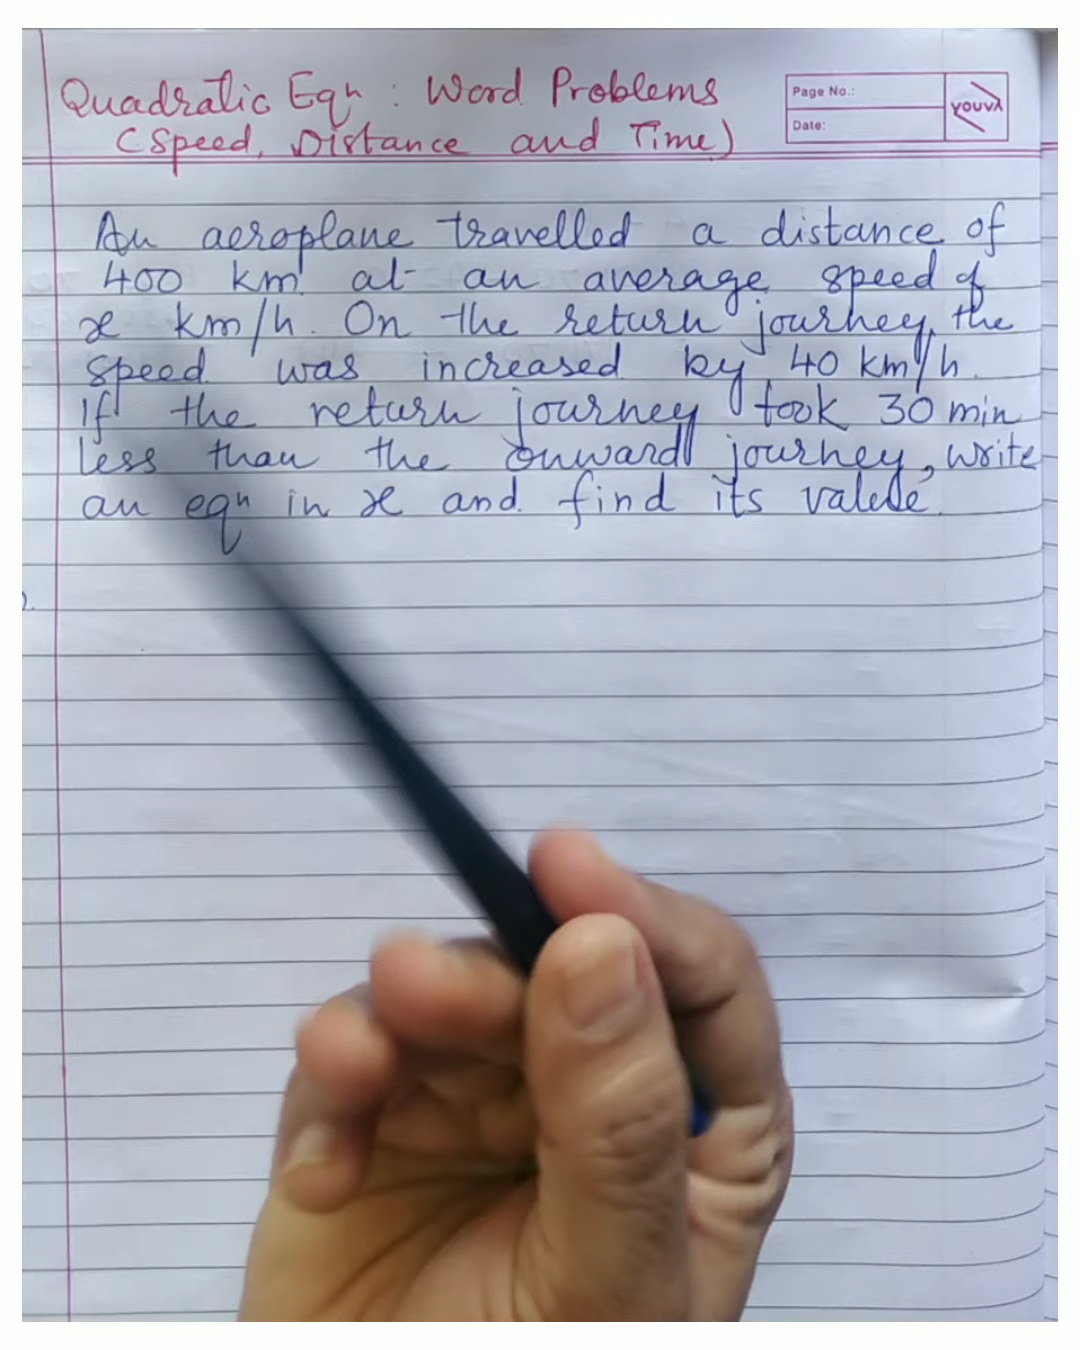 Quadratic Eqn : Word Problems
(Speed, Distance and Time)
Page No.:
Date:
youva
An aeroplane travelled a distance of
400 km at an average speed of
x km/h. On the return journey, the
speed was increased by 40 km/h.
If the return journey took 30 min
less than the onward journey, write
an eqn in x and find its value.